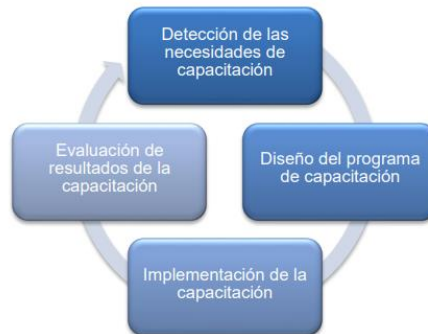 Detección de las
necesidades de
capacitación
Diseño del programa
de capacitación
Implementación de la
capacitación
Evaluación de
resultados de la
capacitación